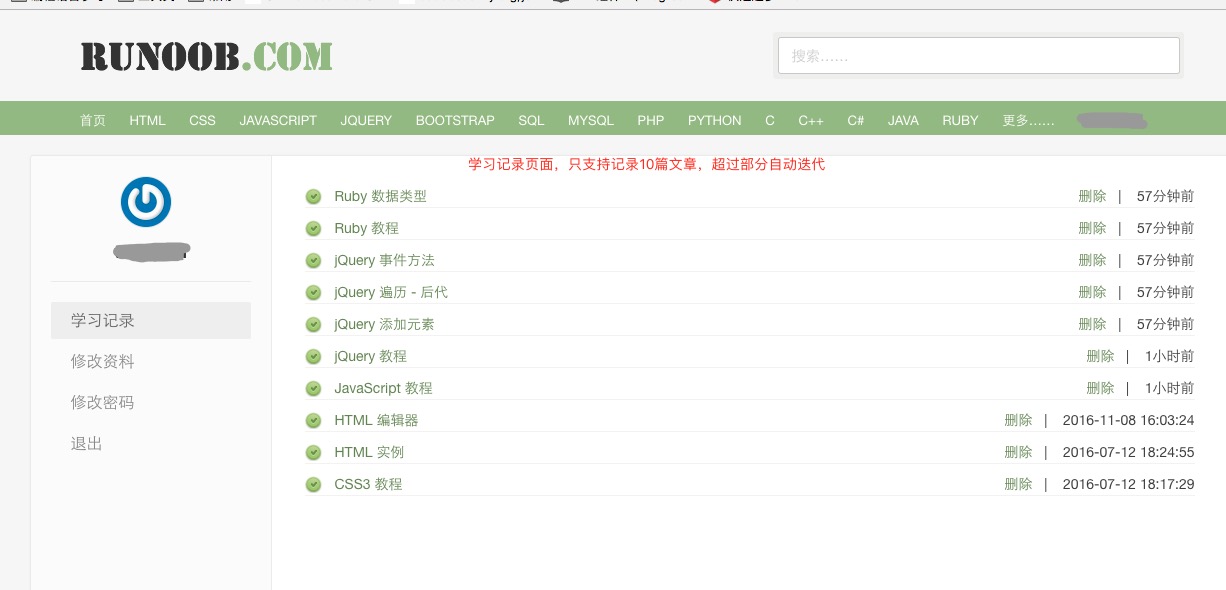 RUNOOB.COM
搜索……
首页 HTML CSS JAVASCRIPT JQUERY BOOTSTRAP SQL MYSQL PHP PYTHON C C++ C# JAVA RUBY 更多……
学习记录页面，只支持记录10篇文章，超过部分自动迭代
Ruby 数据类型 删除 | 57分钟前
Ruby 教程 删除 | 57分钟前
jQuery 事件方法 删除 | 57分钟前
jQuery 遍历 - 后代 删除 | 57分钟前
jQuery 添加元素 删除 | 57分钟前
jQuery 教程 删除 | 1小时前
JavaScript 教程 删除 | 1小时前
HTML 编辑器 删除 | 2016-11-08 16:03:24
HTML 实例 删除 | 2016-07-12 18:24:55
CSS3 教程 删除 | 2016-07-12 18:17:29
学习记录
修改资料
修改密码
退出